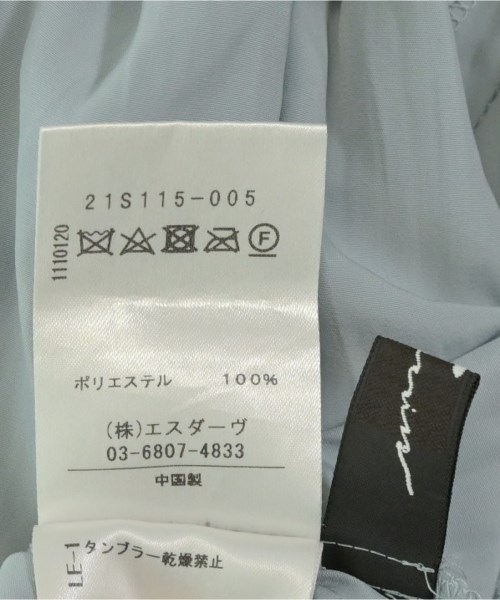 21S115-005
1110120
F
ポリエステル 100%
(株)エスダーヴ
03-6807-4833
中国製
LE-1
タンブラー乾燥禁止